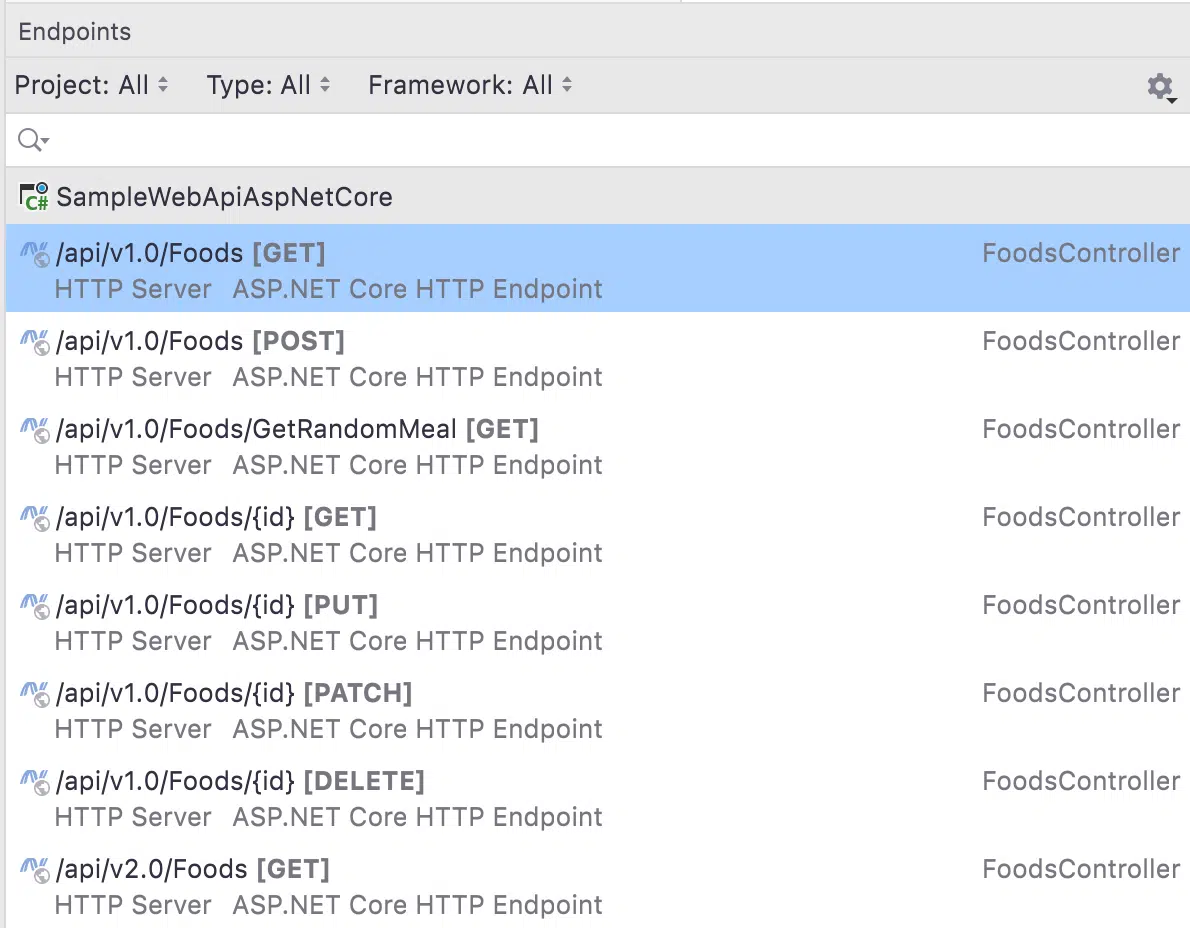 Endpoints
Project: All Type: All Framework: All
C# SampleWebApiAspNetCore
/api/v1.0/Foods [GET] FoodsController
HTTP Server ASP.NET Core HTTP Endpoint
/api/v1.0/Foods [POST] FoodsController
HTTP Server ASP.NET Core HTTP Endpoint
/api/v1.0/Foods/GetRandomMeal [GET] FoodsController
HTTP Server ASP.NET Core HTTP Endpoint
/api/v1.0/Foods/{id} [GET] FoodsController
HTTP Server ASP.NET Core HTTP Endpoint
/api/v1.0/Foods/{id} [PUT] FoodsController
HTTP Server ASP.NET Core HTTP Endpoint
/api/v1.0/Foods/{id} [PATCH] FoodsController
HTTP Server ASP.NET Core HTTP Endpoint
/api/v1.0/Foods/{id} [DELETE] FoodsController
HTTP Server ASP.NET Core HTTP Endpoint
/api/v2.0/Foods [GET] FoodsController
HTTP Server ASP.NET Core HTTP Endpoint